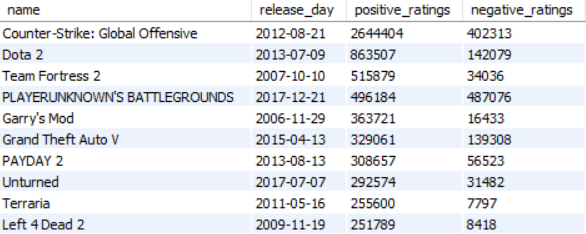 name release_day positive_ratings negative_ratings
Counter-Strike: Global Offensive 2012-08-21 2644404 402313
Dota 2 2013-07-09 863507 142079
Team Fortress 2 2007-10-10 515879 34036
PLAYERUNKNOWN'S BATTLEGROUNDS 2017-12-21 496184 487076
Garry's Mod 2006-11-29 363721 16433
Grand Theft Auto V 2015-04-13 329061 139308
PAYDAY 2 2013-08-13 308657 56523
Unturned 2017-07-07 292574 31482
Terraria 2011-05-16 255600 7797
Left 4 Dead 2 2009-11-19 251789 8418